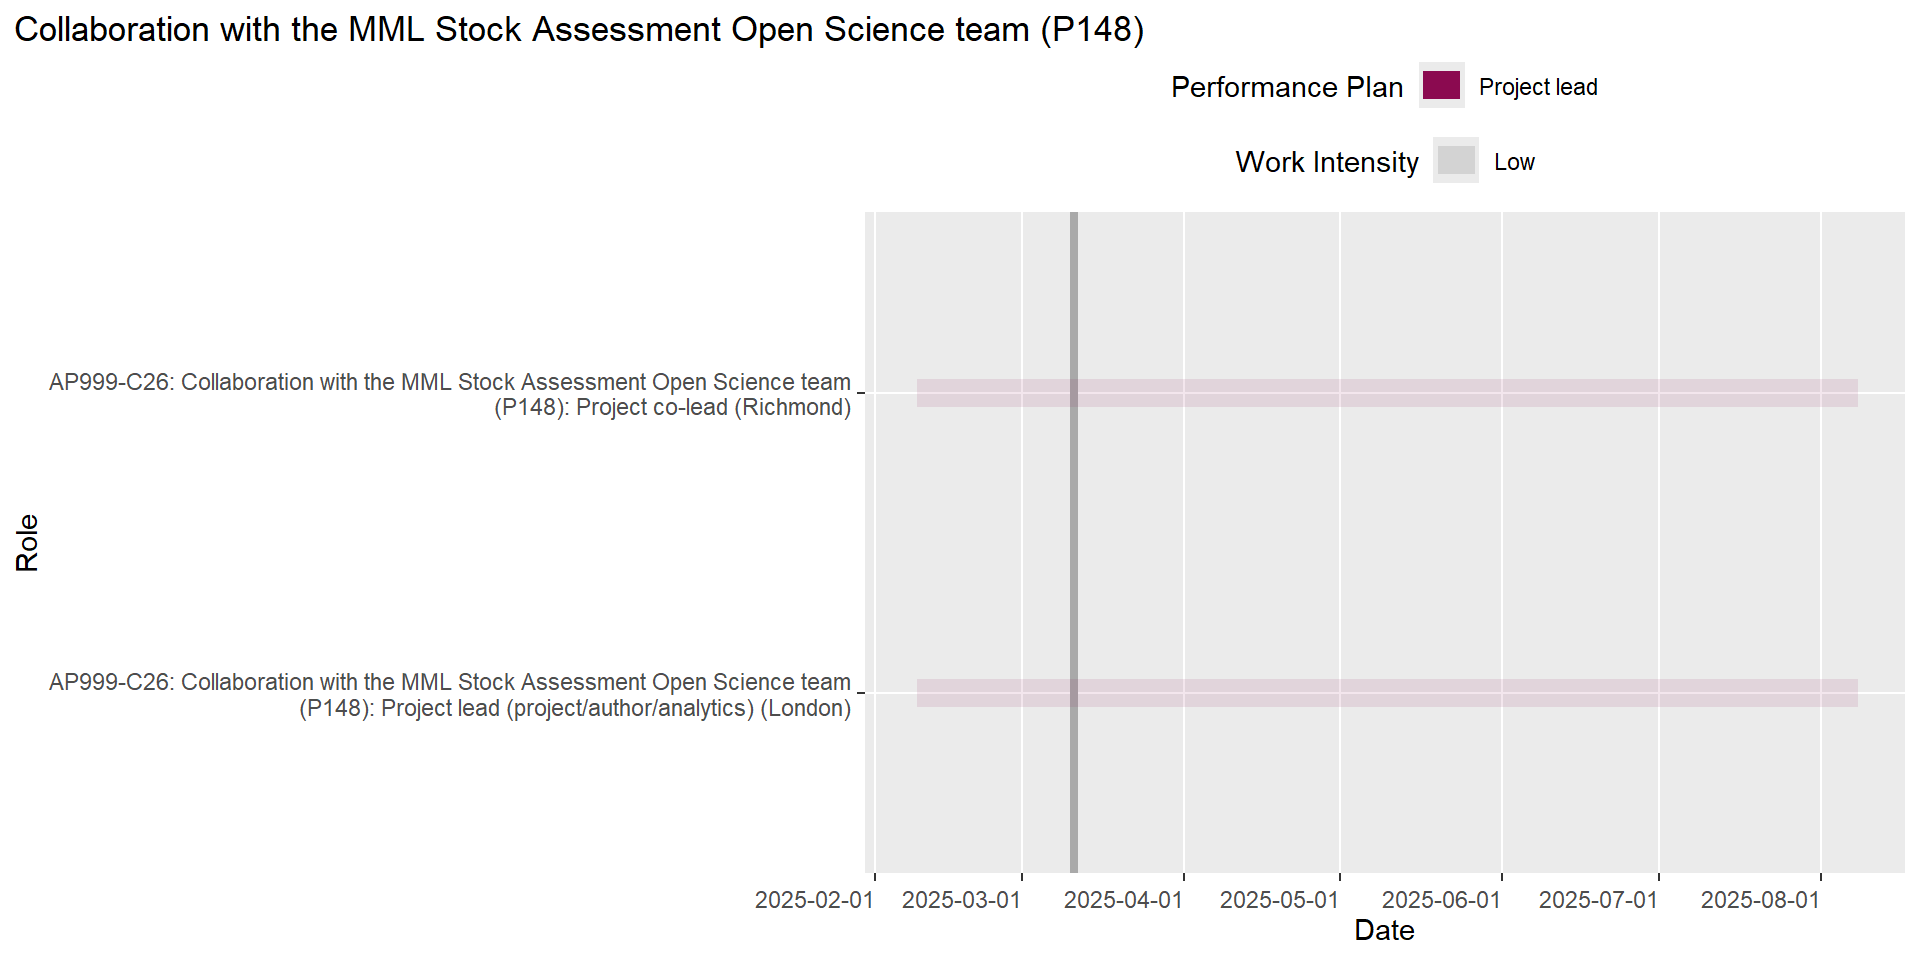 Collaboration with the MML Stock Assessment Open Science team (P148)
Performance Plan
Project lead
Work Intensity
Low
AP999-C26: Collaboration with the MML Stock Assessment Open Science team
(P148): Project co-lead (Richmond)
Role
AP999-C26: Collaboration with the MML Stock Assessment Open Science team
(P148): Project lead (project/author/analytics) (London)
2025-02-01
2025-03-01
2025-04-01
2025-05-01
2025-06-01
2025-07-01
2025-08-01
Date